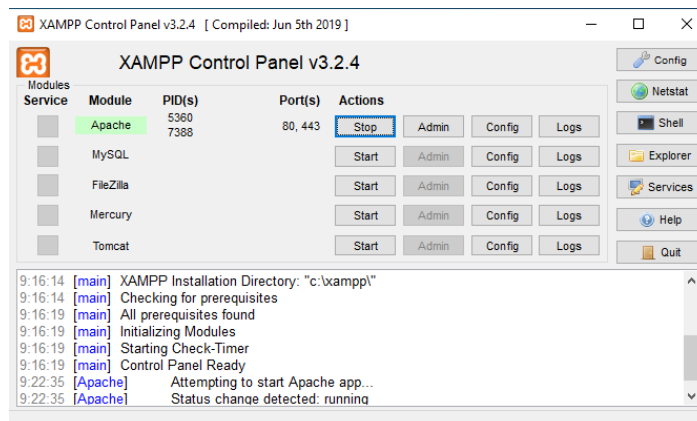 XAMPP Control Panel v3.2.4 [ Compiled: Jun 5th 2019 ]
XAMPP Control Panel v3.2.4
Config
Modules
Service Module PID(s) Port(s) Actions
Netstat
Apache 5360 7388 80, 443 Stop Admin Config Logs
Shell
MySQL Start Admin Config Logs
Explorer
FileZilla Start Admin Config Logs
Services
Mercury Start Admin Config Logs
Help
Tomcat Start Admin Config Logs
Quit
9:16:14 [main] XAMPP Installation Directory: "c:\xampp\"
9:16:14 [main] Checking for prerequisites
9:16:19 [main] All prerequisites found
9:16:19 [main] Initializing Modules
9:16:19 [main] Starting Check-Timer
9:16:19 [main] Control Panel Ready
9:22:35 [Apache] Attempting to start Apache app...
9:22:35 [Apache] Status change detected: running